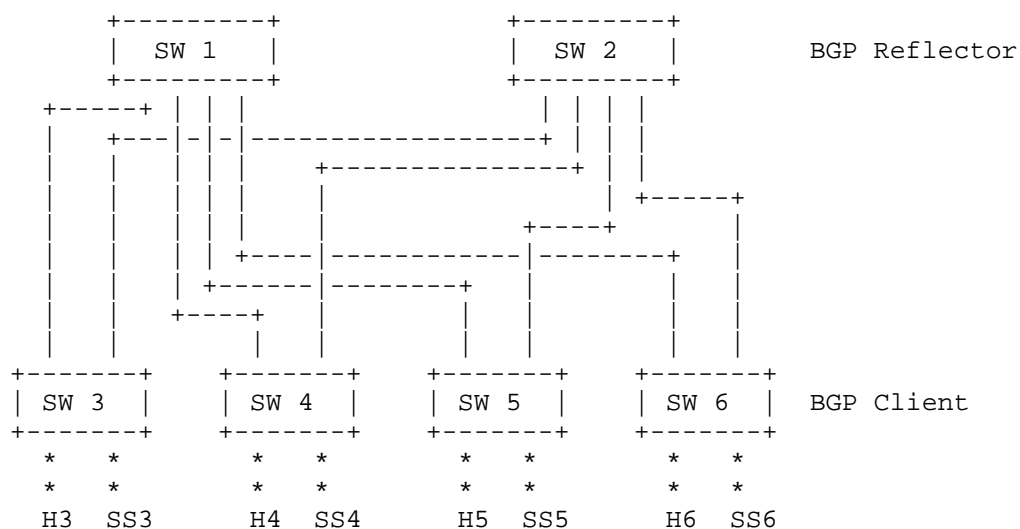 SW 1 SW 2 BGP Reflector
SW 3 SW 4 SW 5 SW 6 BGP Client
H3 SS3 H4 SS4 H5 SS5 H6 SS6